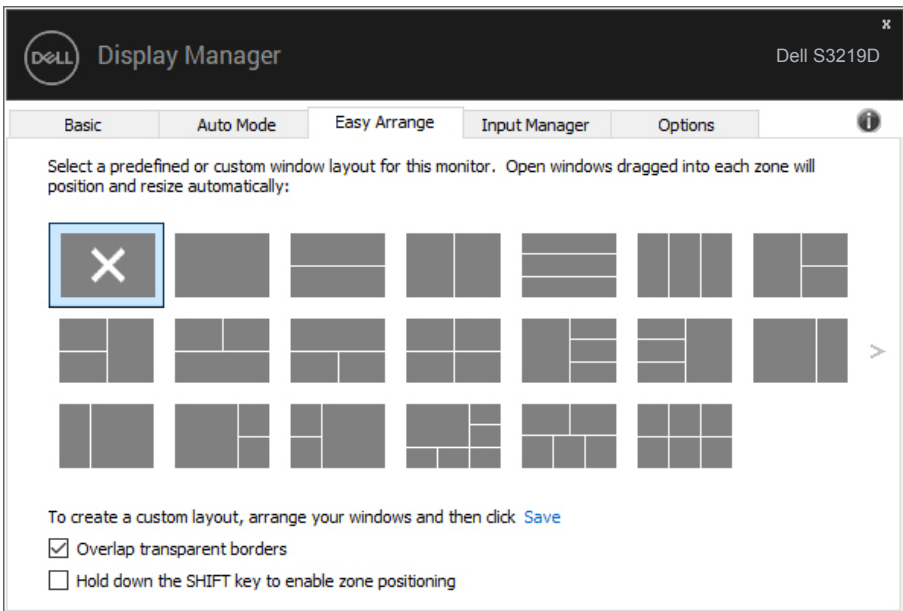 x
DELL
Display Manager
Dell S3219D
Basic
Auto Mode
Easy Arrange
Input Manager
Options
Select a predefined or custom window layout for this monitor. Open windows dragged into each zone will
position and resize automatically:
To create a custom layout, arrange your windows and then click Save
Overlap transparent borders
Hold down the SHIFT key to enable zone positioning